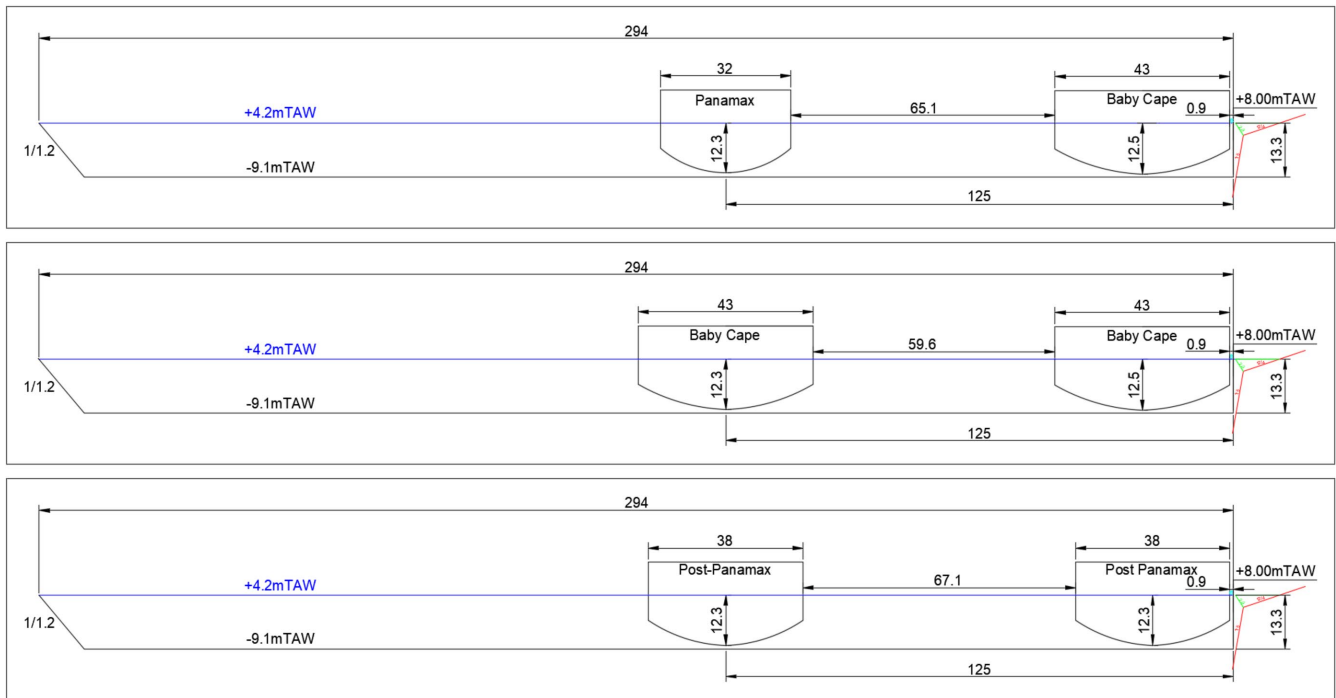 294
32
43
Panamax
Baby Cape
+8.00mTAW
+4.2mTAW
65.1
0.9
1/1.2
12.3
12.5
13.3
-9.1mTAW
125
294
43
43
Baby Cape
Baby Cape
+8.00mTAW
+4.2mTAW
59.6
0.9
1/1.2
12.3
12.5
13.3
-9.1mTAW
125
294
38
38
Post-Panamax
Post Panamax
+8.00mTAW
+4.2mTAW
67.1
0.9
1/1.2
12.3
12.3
13.3
-9.1mTAW
125